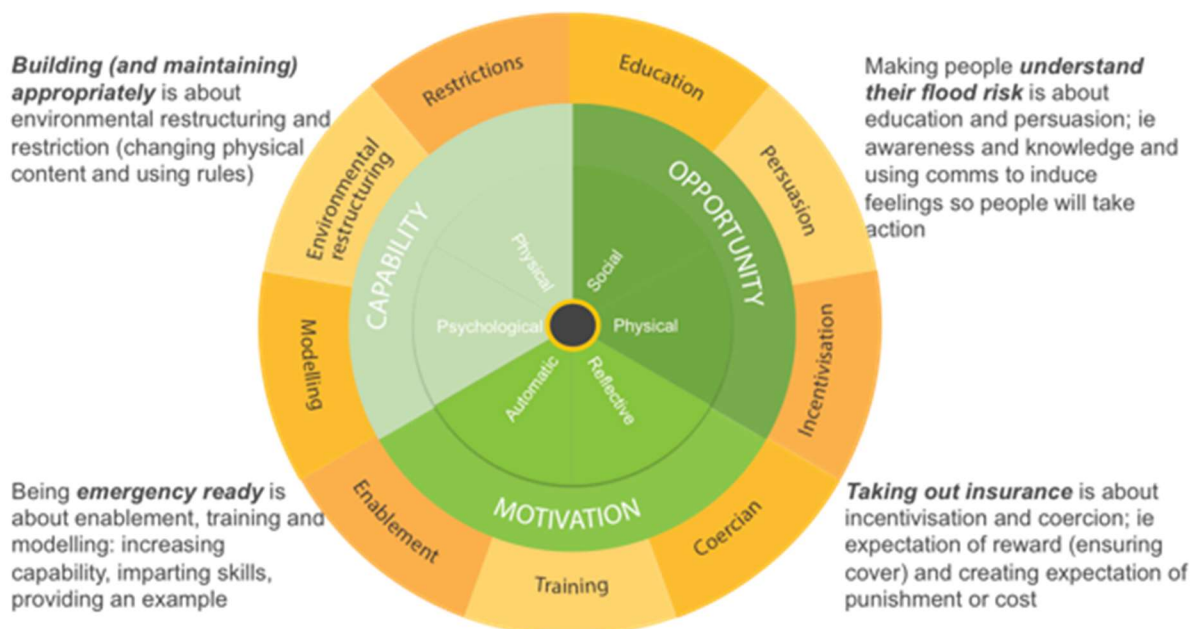 Building (and maintaining)
appropriately is about
environmental restructuring and
restriction (changing physical
content and using rules)
Making people understand
their flood risk is about
education and persuasion; ie
awareness and knowledge and
using comms to induce
feelings so people will take
action
Restrictions
Education
Persuasion
Incentivisation
Coercian
Training
Enablement
Modelling
Environmental
restructuring
CAPABILITY
OPPORTUNITY
MOTIVATION
Physical
Social
Psychological
Physical
Automatic
Reflective
Being emergency ready is
about enablement, training and
modelling: increasing
capability, imparting skills,
providing an example
Taking out insurance is about
incentivisation and coercion; ie
expectation of reward (ensuring
cover) and creating expectation of
punishment or cost